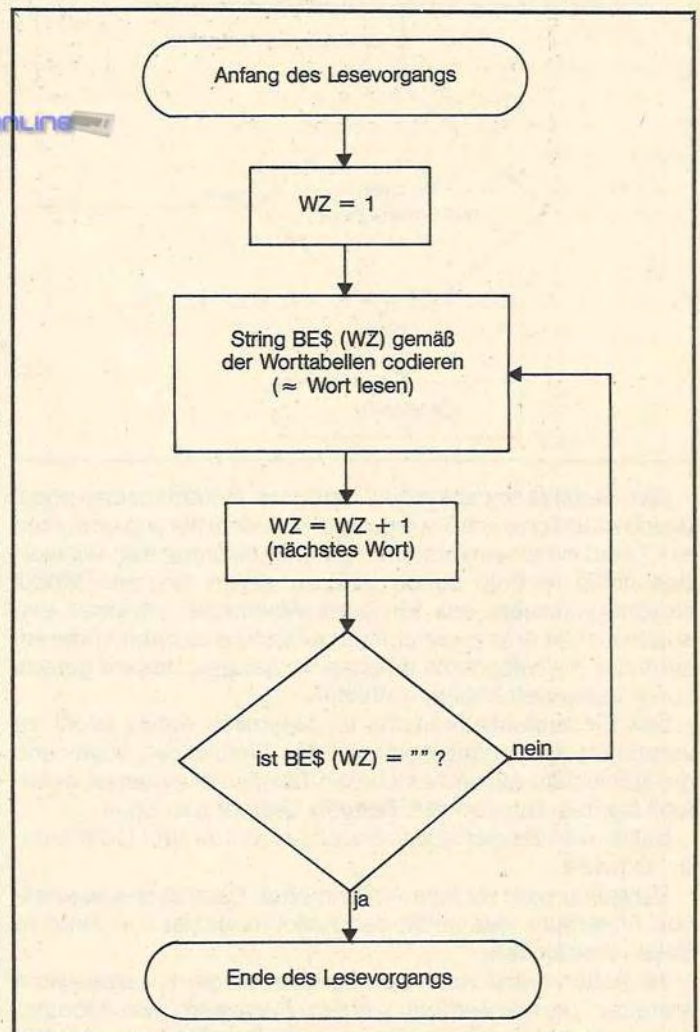 ONLINE
Anfang des Lesevorgangs
WZ = 1
String BE$ (WZ) gemäß
der Worttabellen codieren
(≈ Wort lesen)
WZ = WZ + 1
(nächstes Wort)
ist BE$ (WZ) = "" ?
nein
ja
Ende des Lesevorgangs